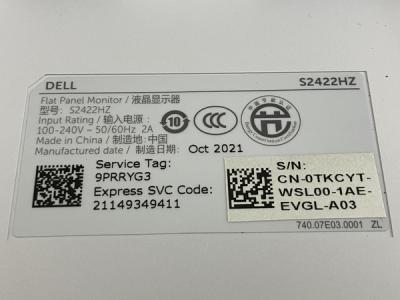 DELL S2422HZ
Flat Panel Monitor / 液晶显示器
型号: S2422HZ
Input Rating / 输入电源:
100-240V ~ 50/60Hz 2A
Made in China / 制造地: 中国
Manufactured date / 制造日期: Oct 2021
10
CCC
Service Tag:
9PRRYG3
Express SVC Code:
21149349411
S/N:
CN-0TKCYT-
WSL00-1AE-
EVGL-A03
740.07E03.0001 ZL